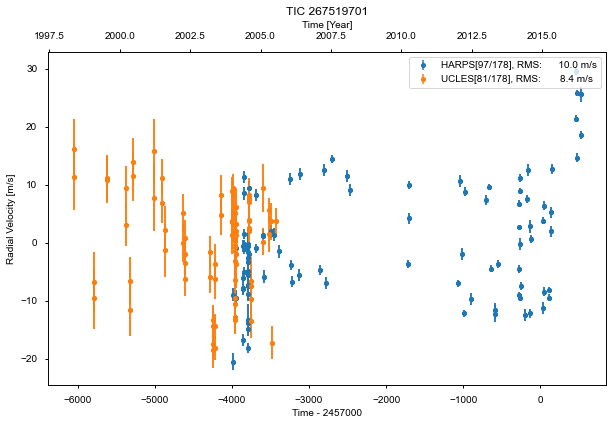 TIC 267519701
Time [Year]
1997.5 2000.0 2002.5 2005.0 2007.5 2010.0 2012.5 2015.0
HARPS[97/178], RMS: 10.0 m/s
UCLES[81/178], RMS: 8.4 m/s
Radial Velocity [m/s]
30
20
10
0
−10
−20
−6000 −5000 −4000 −3000 −2000 −1000 0
Time - 2457000